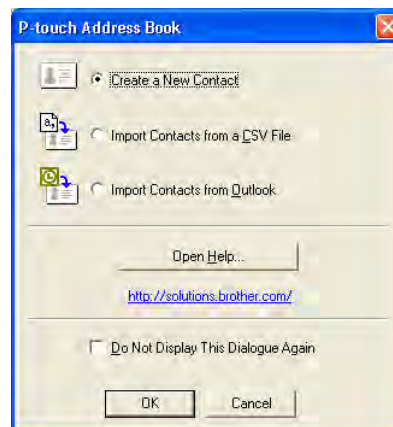 P-touch Address Book
Create a New Contact
a,
Import Contacts from a CSV File
Import Contacts from Outlook
Open Help...
http://solutions.brother.com/
Do Not Display This Dialogue Again
OK Cancel